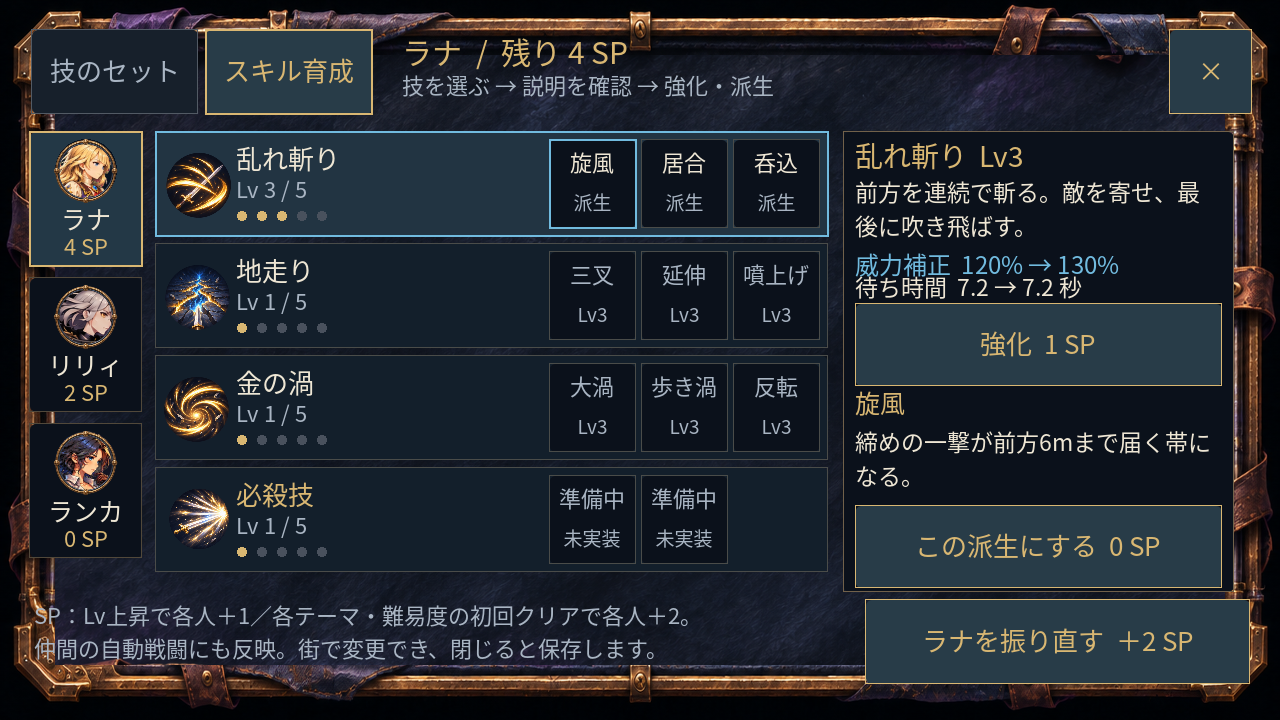 技のセット
スキル育成
ラナ / 残り 4 SP
技を選ぶ → 説明を確認 → 強化・派生
×
ラナ
4 SP
リリィ
2 SP
ランカ
0 SP
乱れ斬り
Lv 3 / 5
旋風
派生
居合
派生
呑込
派生
地走り
Lv 1 / 5
三叉
Lv3
延伸
Lv3
噴上げ
Lv3
金の渦
Lv 1 / 5
大渦
Lv3
歩き渦
Lv3
反転
Lv3
必殺技
Lv 1 / 5
準備中
未実装
準備中
未実装
乱れ斬り Lv3
前方を連続で斬る。敵を寄せ、最
後に吹き飛ばす。
威力補正 120% → 130%
待ち時間 7.2 → 7.2 秒
強化 1 SP
旋風
締めの一撃が前方6mまで届く帯に
なる。
この派生にする 0 SP
SP：Lv上昇で各人＋1／各テーマ・難易度の初回クリアで各人＋2。
仲間の自動戦闘にも反映。街で変更でき、閉じると保存します。
ラナを振り直す ＋2 SP